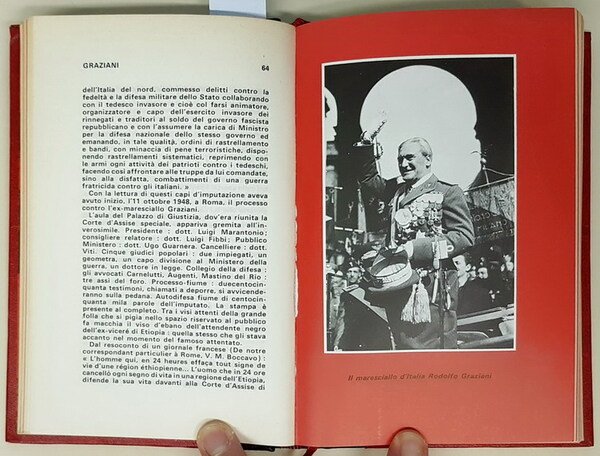 GRAZIANI 64
dell'Italia del nord, commesso delitti contro la
fedeltà e la difesa militare dello Stato collaborando
con il tedesco invasore e cioè col farsi animatore,
organizzatore e capo dell'esercito invasore dei
rinnegati e traditori al soldo del governo fascista
repubblicano e con l'assumere la carica di Ministro
per la difesa nazionale dello stesso governo ed
emanando, in tale qualità, ordini di rastrellamento
e bandi, con minaccia di pene terroristiche, dispo-
nendo rastrellamenti sistematici, reprimendo con
le armi ogni attività dei patrioti contro i tedeschi,
facendo così affrontare alle truppe da lui comandate,
sino alla disfatta, combattimenti di una guerra
fratricida contro gli italiani. »
Con la lettura di questi capi d'imputazione aveva
avuto inizio, l'11 ottobre 1948, a Roma, il processo
contro l'ex-maresciallo Graziani.
L'aula del Palazzo di Giustizia, dov'era riunita la
Corte d'Assise speciale, appariva gremita all'in-
verosimile. Presidente : dott. Luigi Marantonio;
consigliere relatore : dott. Luigi Fibbi; Pubblico
Ministero : dott. Ugo Guarnera. Cancelliere : dott.
Viti. Cinque giudici popolari : due impiegati, un
geometra, un capo divisione al Ministero della
guerra, un dottore in legge. Collegio della difesa :
gli avvocati Carnelutti, Augenti, Mastino del Rio :
tre assi del foro. Processo-fiume : duecentocin-
quanta testimoni, chiamati a deporre, si avvicende-
ranno sulla pedana. Autodifesa fiume di centocin-
quanta mila parole dell'imputato. La stampa è
presente al completo. Tra i visi attenti della grande
folla che si pigia nello spazio riservato al pubblico
fa macchia il viso d'ebano dell'attendente negro
dell'ex-viceré di Etiopia : quella stesso che gli stava
accanto nel momento del famoso attentato.
Dal resoconto di un giornale francese (De notre
correspondant particulier à Rome, V. M. Boccavo) :
« L'homme qui, en 24 heures effaça tout signe de
vie d'une région éthiopienne... L'uomo che in 24 ore
cancellò ogni segno di vita in una regione dell'Etiopia,
difende la sua vita davanti alla Corte d'Assise di
Il maresciallo d'Italia Rodolfo Graziani